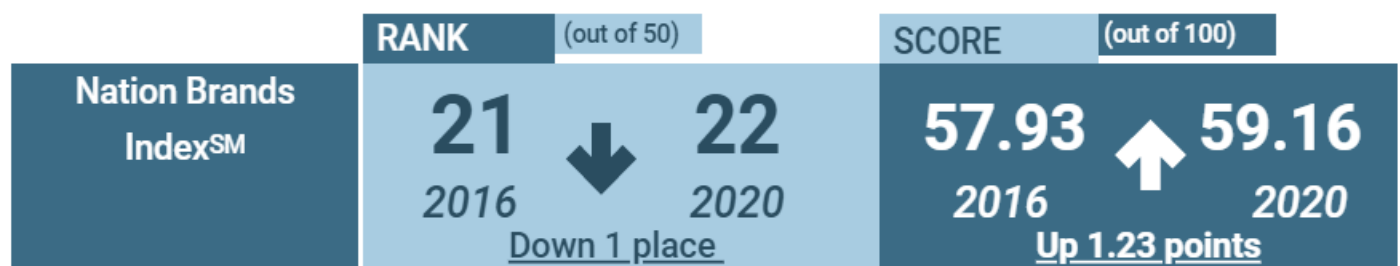 RANK (out of 50) SCORE (out of 100)
Nation Brands
Index℠
21 22 57.93 59.16
2016 2020 2016 2020
Down 1 place Up 1.23 points